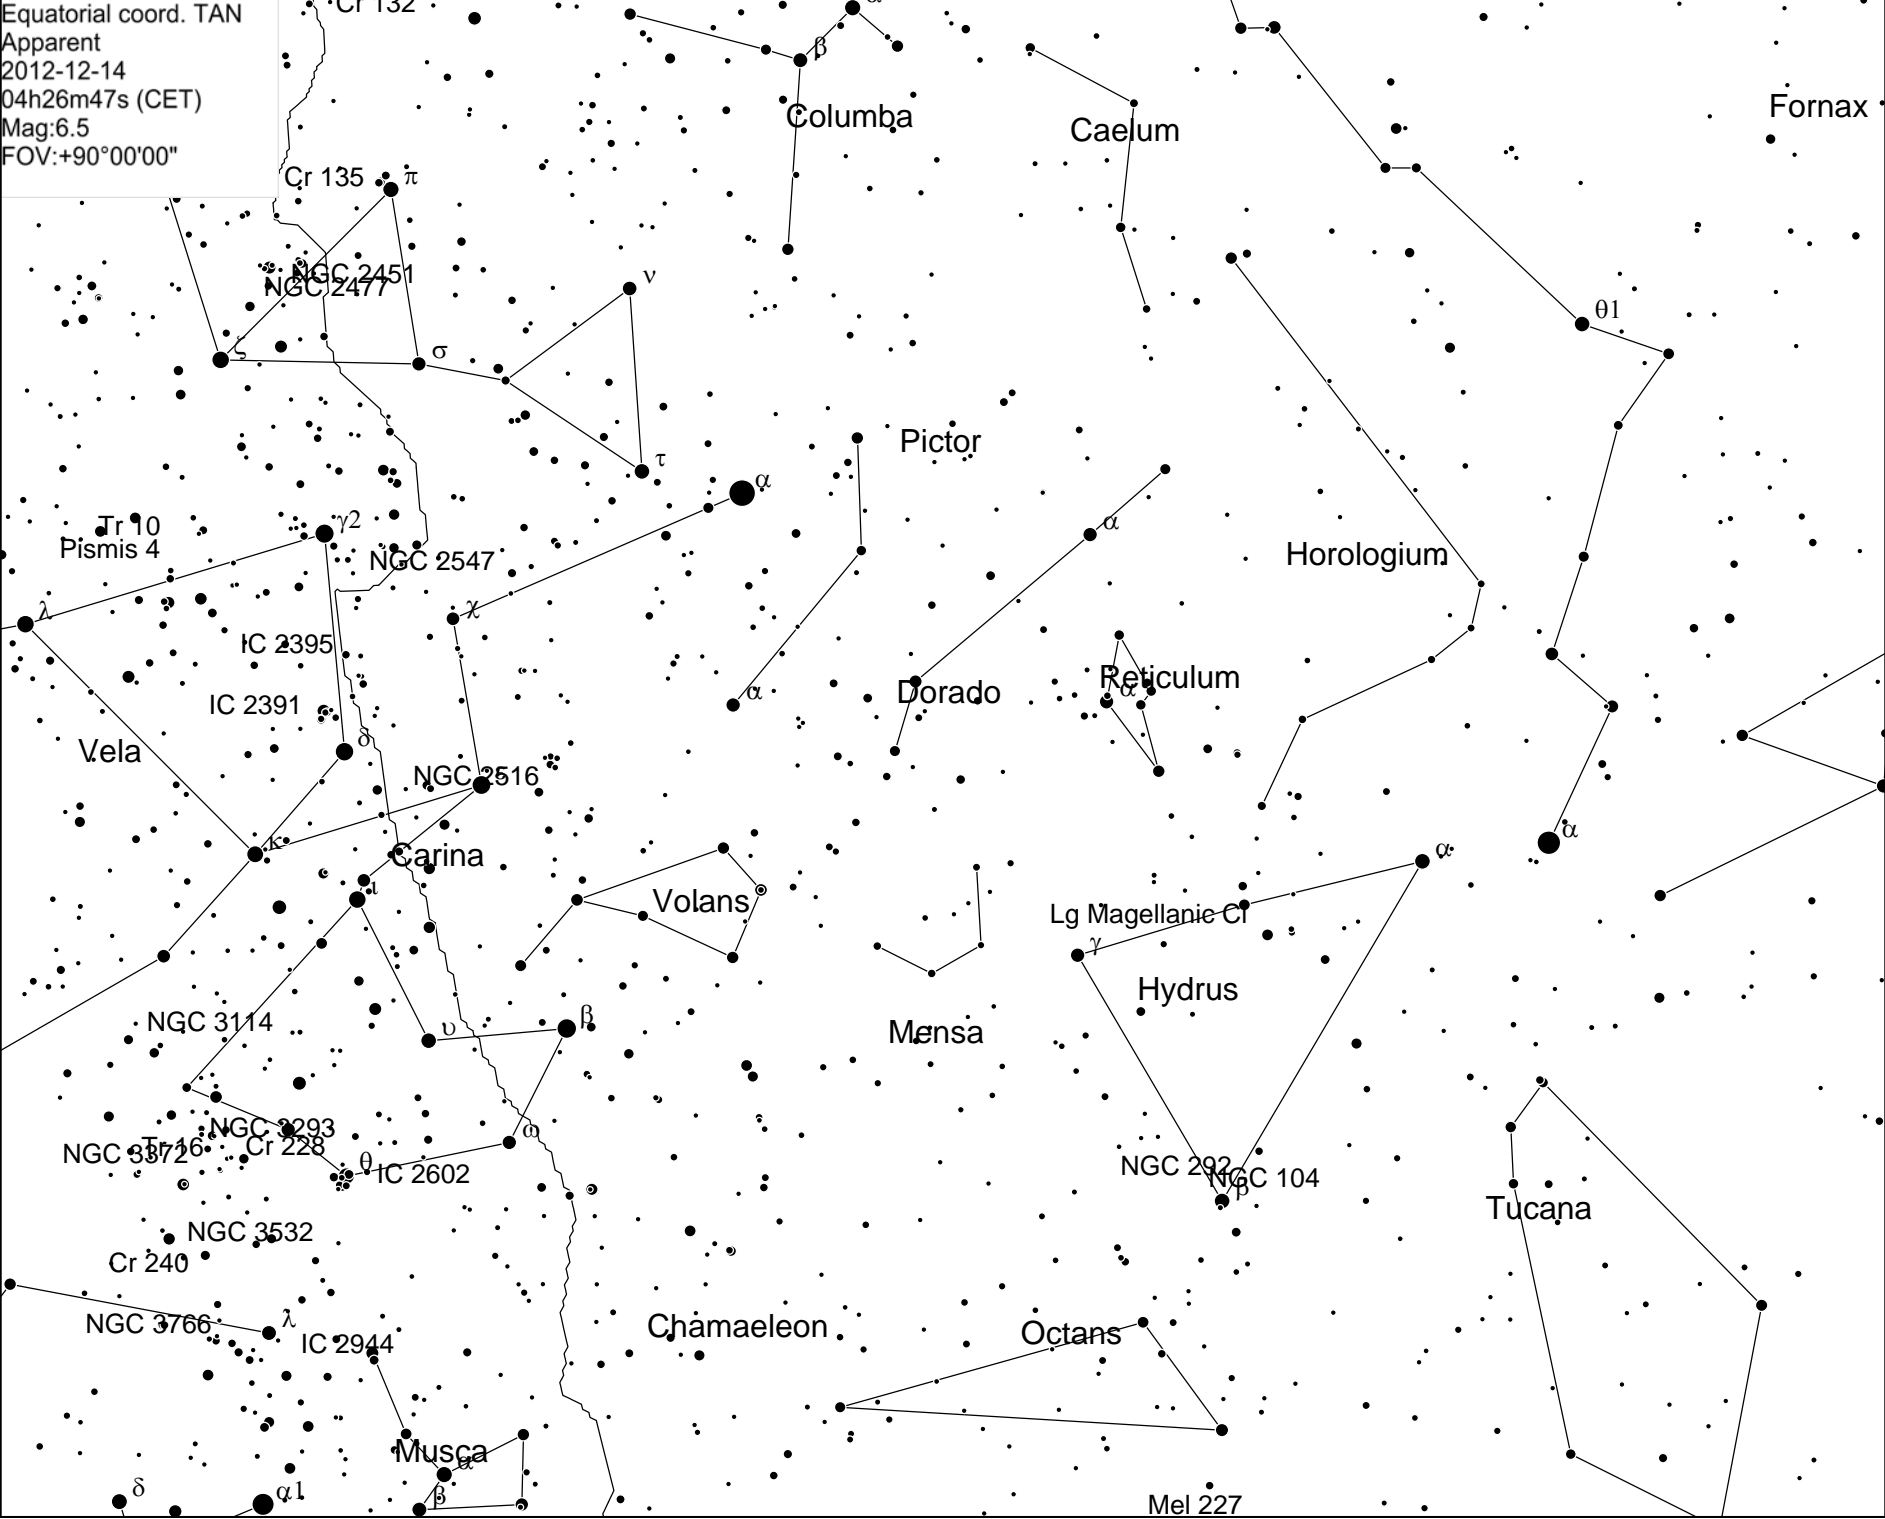 Equatorial coord. TAN
Apparent
2012-12-14
04h26m47s (CET)
Mag:6.5
FOV:+90°00'00"
Cr 132
α
β
Columba
Caelum
Fornax
Cr 135
π
NGC 2451
NGC 2477
ν
θ1
ζ
σ
Pictor
τ
α
Tr 10
γ2
α
Pismis 4
NGC 2547
Horologium
λ
χ
IC 2395
Reticulum
α
α
Dorado
IC 2391
δ
Vela
NGC 2516
κ
Carina
α
α
ι
Volans
Lg Magellanic Cl
γ
Hydrus
NGC 3114
υ
β
Mensa
NGC 3293
ω
Tr 16
Cr 228
NGC 3372
θ
IC 2602
NGC 292
NGC 104
β
Tucana
NGC 3532
Cr 240
λ
NGC 3766
IC 2944
Chamaeleon
Octans
Musca
α
δ
α1
β
Mel 227